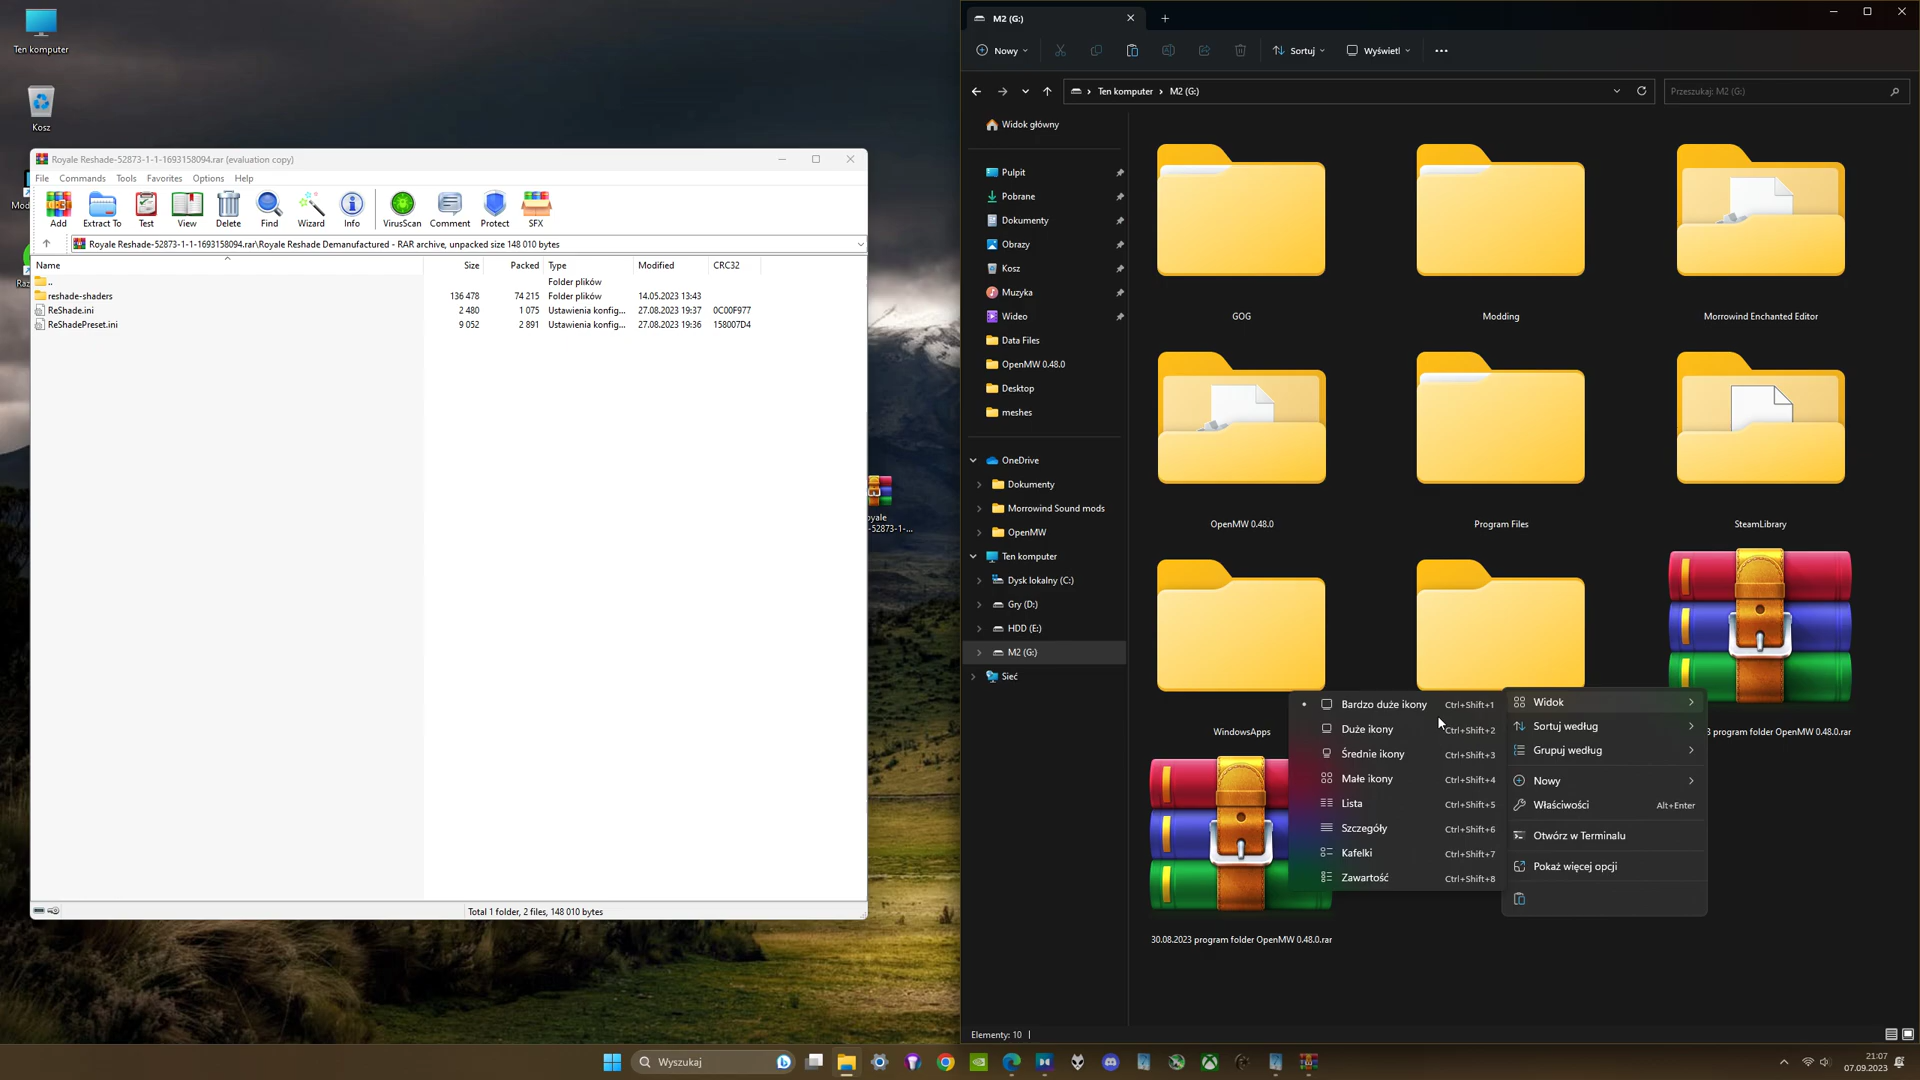 Ten komputer
Kosz
Royale Reshade-52873-1-1-1693158094.rar (evaluation copy)
File Commands Tools Favorites Options Help
Add Extract To Test View Delete Find Wizard Info VirusScan Comment Protect SFX
Royale Reshade-52873-1-1-1693158094.rar\Royale Reshade Demanufactured - RAR archive, unpacked size 148 010 bytes
Name Size Packed Type Modified CRC32
.. Folder plików
reshade-shaders 136 478 74 215 Folder plików 14.05.2023 13:43
ReShade.ini 2 480 1 075 Ustawienia konfig... 27.08.2023 19:37 0C00F977
ReShadePreset.ini 9 052 2 891 Ustawienia konfig... 27.08.2023 19:36 158007D4
Total 1 folder, 2 files, 148 010 bytes
-52873-1-...
M2 (G:)
Nowy Sortuj Wyświetl
Ten komputer M2 (G:)
Przeszukaj: M2 (G:)
Widok główny
Pulpit
Pobrane
Dokumenty
Obrazy
Kosz
Muzyka
Wideo
Data Files
OpenMW 0.48.0
Desktop
meshes
OneDrive
Dokumenty
Morrowind Sound mods
OpenMW
Ten komputer
Dysk lokalny (C:)
Gry (D:)
HDD (E:)
M2 (G:)
Sieć
GOG
Modding
Morrowind Enchanted Editor
OpenMW 0.48.0
Program Files
SteamLibrary
WindowsApps
program folder OpenMW 0.48.0.rar
30.08.2023 program folder OpenMW 0.48.0.rar
Bardzo duże ikony Ctrl+Shift+1
Duże ikony Ctrl+Shift+2
Średnie ikony Ctrl+Shift+3
Małe ikony Ctrl+Shift+4
Lista Ctrl+Shift+5
Szczegóły Ctrl+Shift+6
Kafelki Ctrl+Shift+7
Zawartość Ctrl+Shift+8
Widok
Sortuj według
Grupuj według
Nowy
Właściwości Alt+Enter
Otwórz w Terminalu
Pokaż więcej opcji
Elementy: 10
Wyszukaj
21:07
07.09.2023